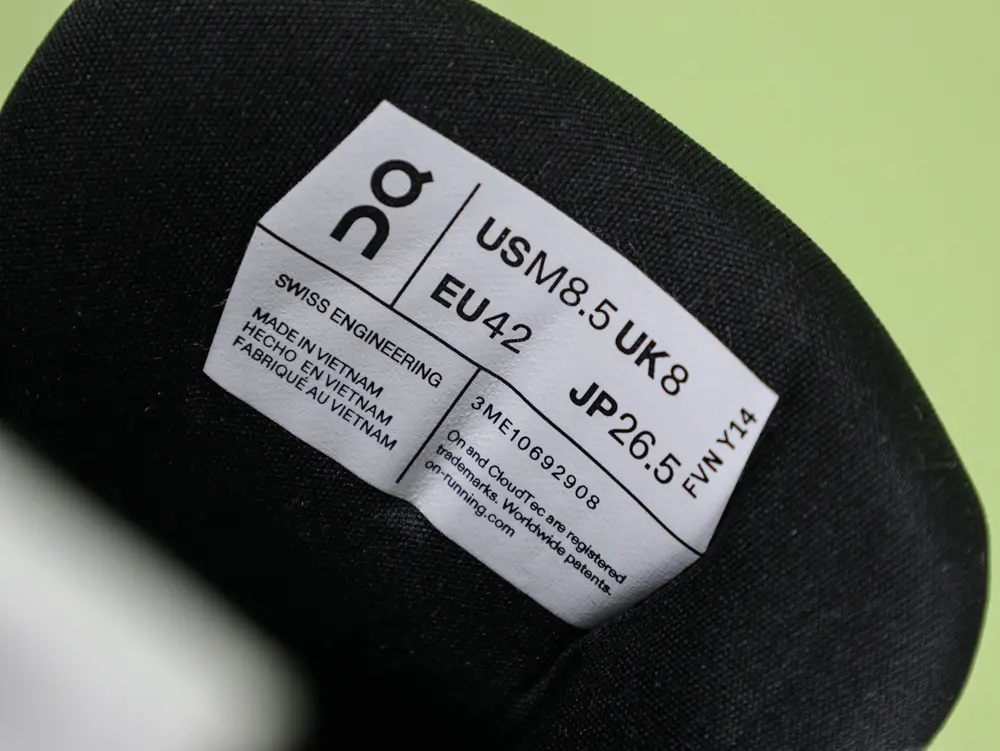 on
USM8.5 UK8
EU42
JP26.5
FVN Y14
SWISS ENGINEERING
MADE IN VIETNAM
HECHO EN VIETNAM
FABRIQUÉ AU VIETNAM
3ME10692908
On and CloudTec are registered
trademarks. Worldwide patents.
on-running.com